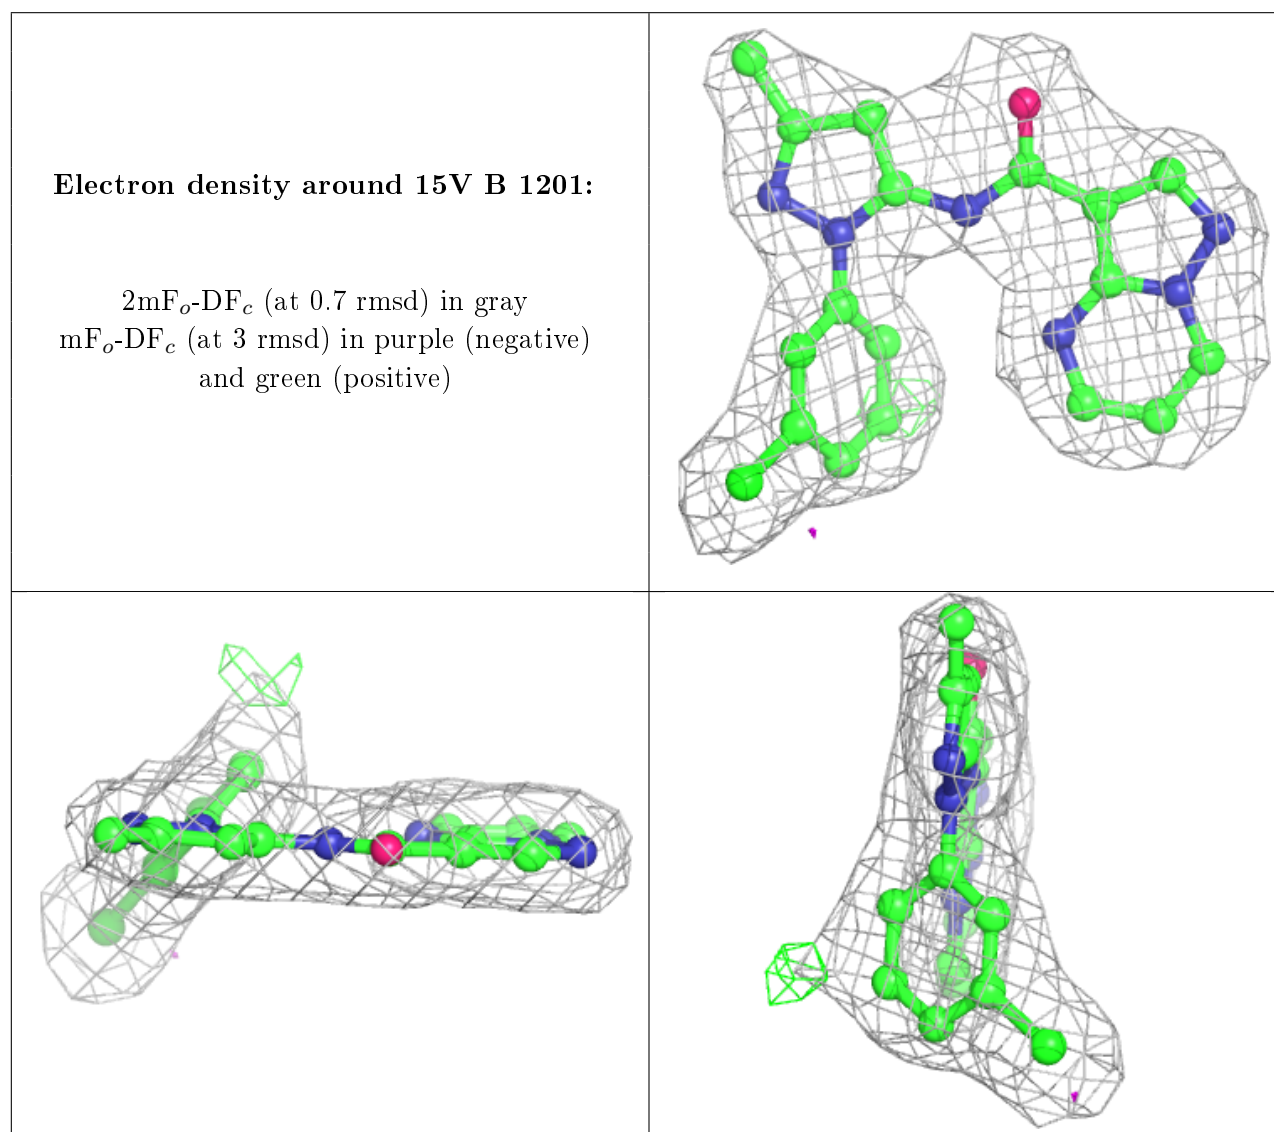 Electron density around 15V B 1201:
2mFo-DFc (at 0.7 rmsd) in gray
mFo-DFc (at 3 rmsd) in purple (negative)
and green (positive)